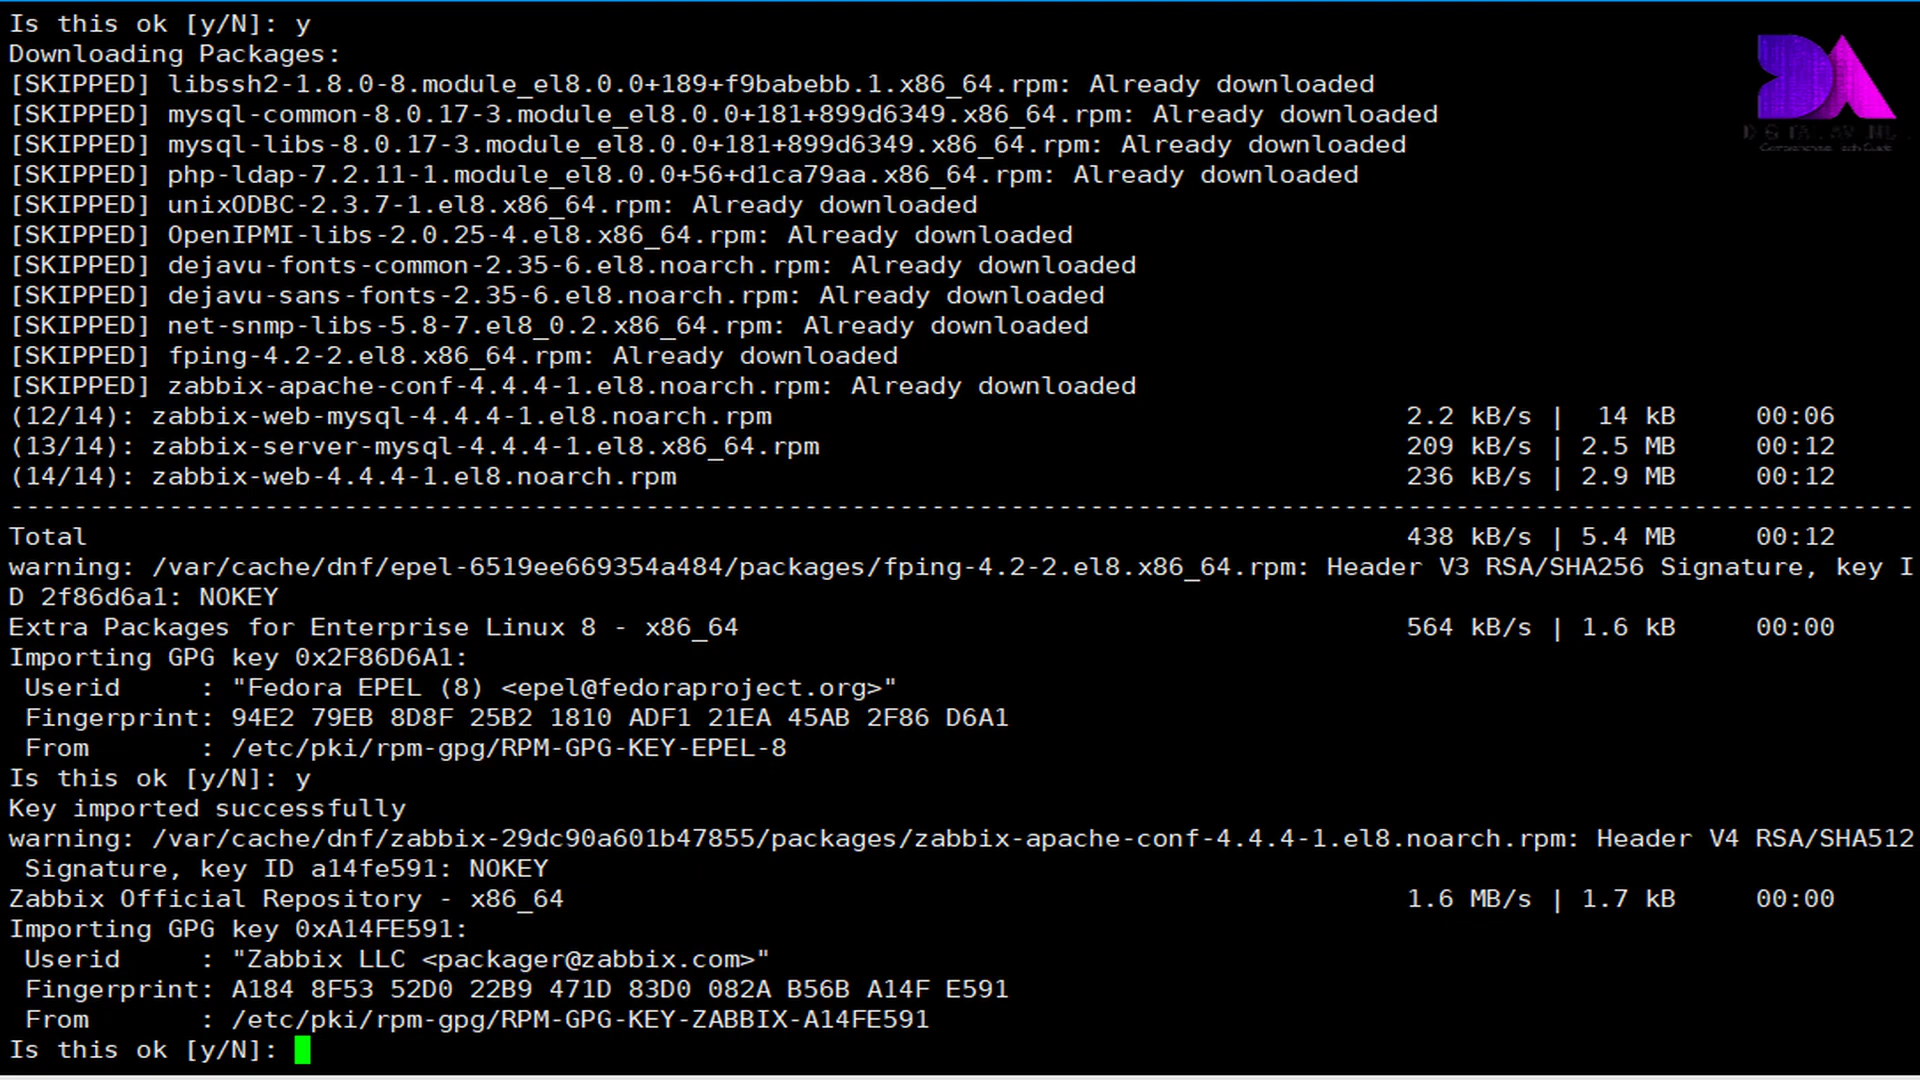 Is this ok [y/N]: y
Downloading Packages:
[SKIPPED] libssh2-1.8.0-8.module_el8.0.0+189+f9babebb.1.x86_64.rpm: Already downloaded
[SKIPPED] mysql-common-8.0.17-3.module_el8.0.0+181+899d6349.x86_64.rpm: Already downloaded
[SKIPPED] mysql-libs-8.0.17-3.module_el8.0.0+181+899d6349.x86_64.rpm: Already downloaded
[SKIPPED] php-ldap-7.2.11-1.module_el8.0.0+56+d1ca79aa.x86_64.rpm: Already downloaded
[SKIPPED] unixODBC-2.3.7-1.el8.x86_64.rpm: Already downloaded
[SKIPPED] OpenIPMI-libs-2.0.25-4.el8.x86_64.rpm: Already downloaded
[SKIPPED] dejavu-fonts-common-2.35-6.el8.noarch.rpm: Already downloaded
[SKIPPED] dejavu-sans-fonts-2.35-6.el8.noarch.rpm: Already downloaded
[SKIPPED] net-snmp-libs-5.8-7.el8_0.2.x86_64.rpm: Already downloaded
[SKIPPED] fping-4.2-2.el8.x86_64.rpm: Already downloaded
[SKIPPED] zabbix-apache-conf-4.4.4-1.el8.noarch.rpm: Already downloaded
(12/14): zabbix-web-mysql-4.4.4-1.el8.noarch.rpm 2.2 kB/s | 14 kB 00:06
(13/14): zabbix-server-mysql-4.4.4-1.el8.x86_64.rpm 209 kB/s | 2.5 MB 00:12
(14/14): zabbix-web-4.4.4-1.el8.noarch.rpm 236 kB/s | 2.9 MB 00:12
------------------------------------------------------------------------------------------------------------------------
Total 438 kB/s | 5.4 MB 00:12
warning: /var/cache/dnf/epel-6519ee669354a484/packages/fping-4.2-2.el8.x86_64.rpm: Header V3 RSA/SHA256 Signature, key I
D 2f86d6a1: NOKEY
Extra Packages for Enterprise Linux 8 - x86_64 564 kB/s | 1.6 kB 00:00
Importing GPG key 0x2F86D6A1:
Userid : "Fedora EPEL (8) <epel@fedoraproject.org>"
Fingerprint: 94E2 79EB 8D8F 25B2 1810 ADF1 21EA 45AB 2F86 D6A1
From : /etc/pki/rpm-gpg/RPM-GPG-KEY-EPEL-8
Is this ok [y/N]: y
Key imported successfully
warning: /var/cache/dnf/zabbix-29dc90a601b47855/packages/zabbix-apache-conf-4.4.4-1.el8.noarch.rpm: Header V4 RSA/SHA512
Signature, key ID a14fe591: NOKEY
Zabbix Official Repository - x86_64 1.6 MB/s | 1.7 kB 00:00
Importing GPG key 0xA14FE591:
Userid : "Zabbix LLC <packager@zabbix.com>"
Fingerprint: A184 8F53 52D0 22B9 471D 83D0 082A B56B A14F E591
From : /etc/pki/rpm-gpg/RPM-GPG-KEY-ZABBIX-A14FE591
Is this ok [y/N]:
DA